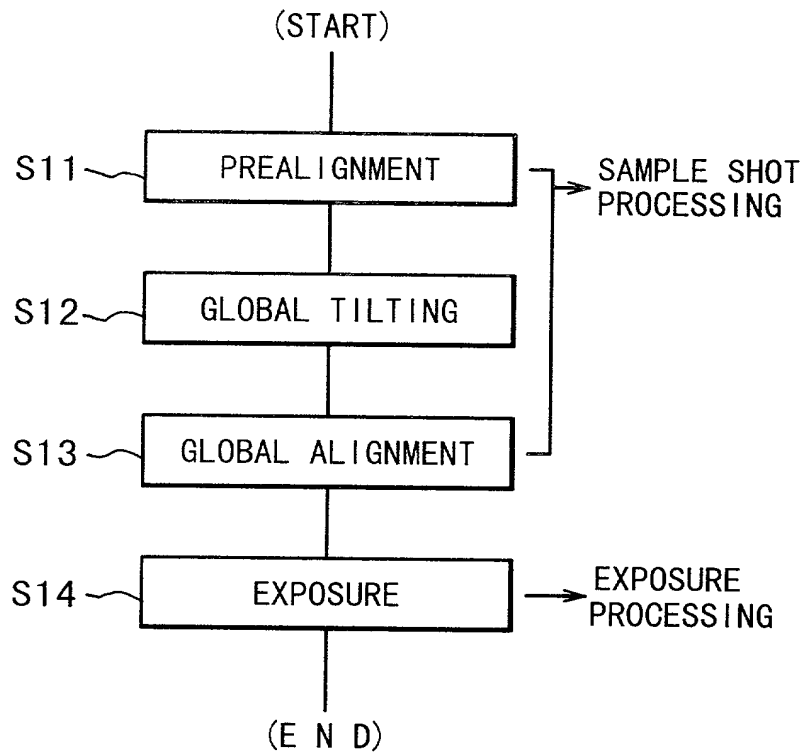 (START)
S11
PREALIGNMENT
SAMPLE SHOT
PROCESSING
S12
GLOBAL TILTING
S13
GLOBAL ALIGNMENT
S14
EXPOSURE
EXPOSURE
PROCESSING
(E N D)